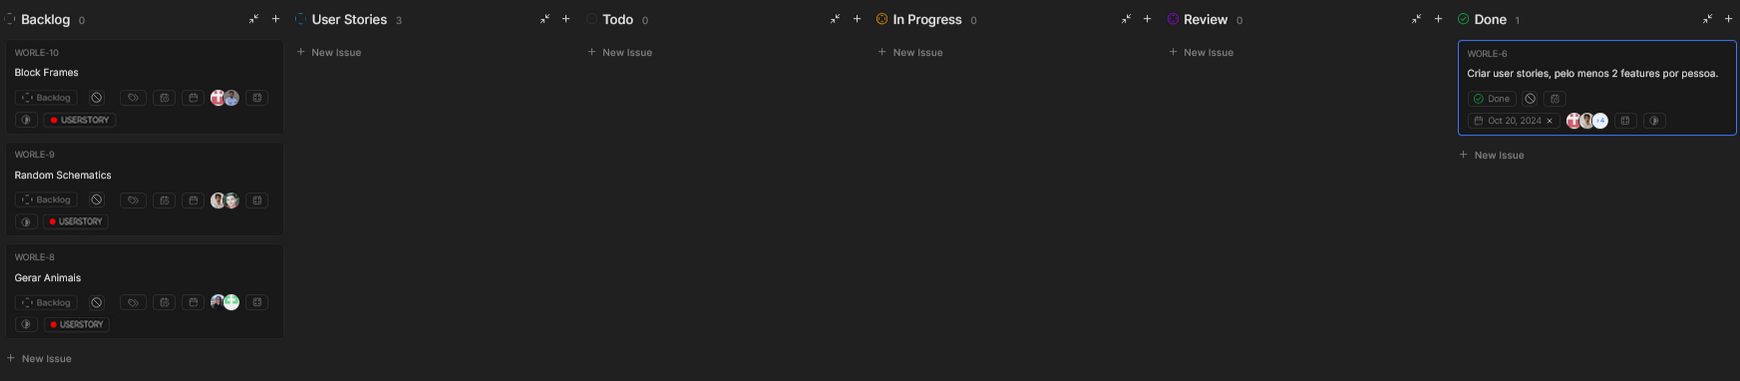 Backlog 0
User Stories 3
Todo 0
In Progress 0
Review 0
Done 1
WORLE-10
Block Frames
Backlog
USERSTORY
WORLE-9
Random Schematics
Backlog
USERSTORY
WORLE-8
Gerar Animais
Backlog
USERSTORY
+ New Issue
+ New Issue
+ New Issue
+ New Issue
+ New Issue
WORLE-6
Criar user stories, pelo menos 2 features por pessoa.
Done
Oct 20, 2024 ×
+4
+ New Issue